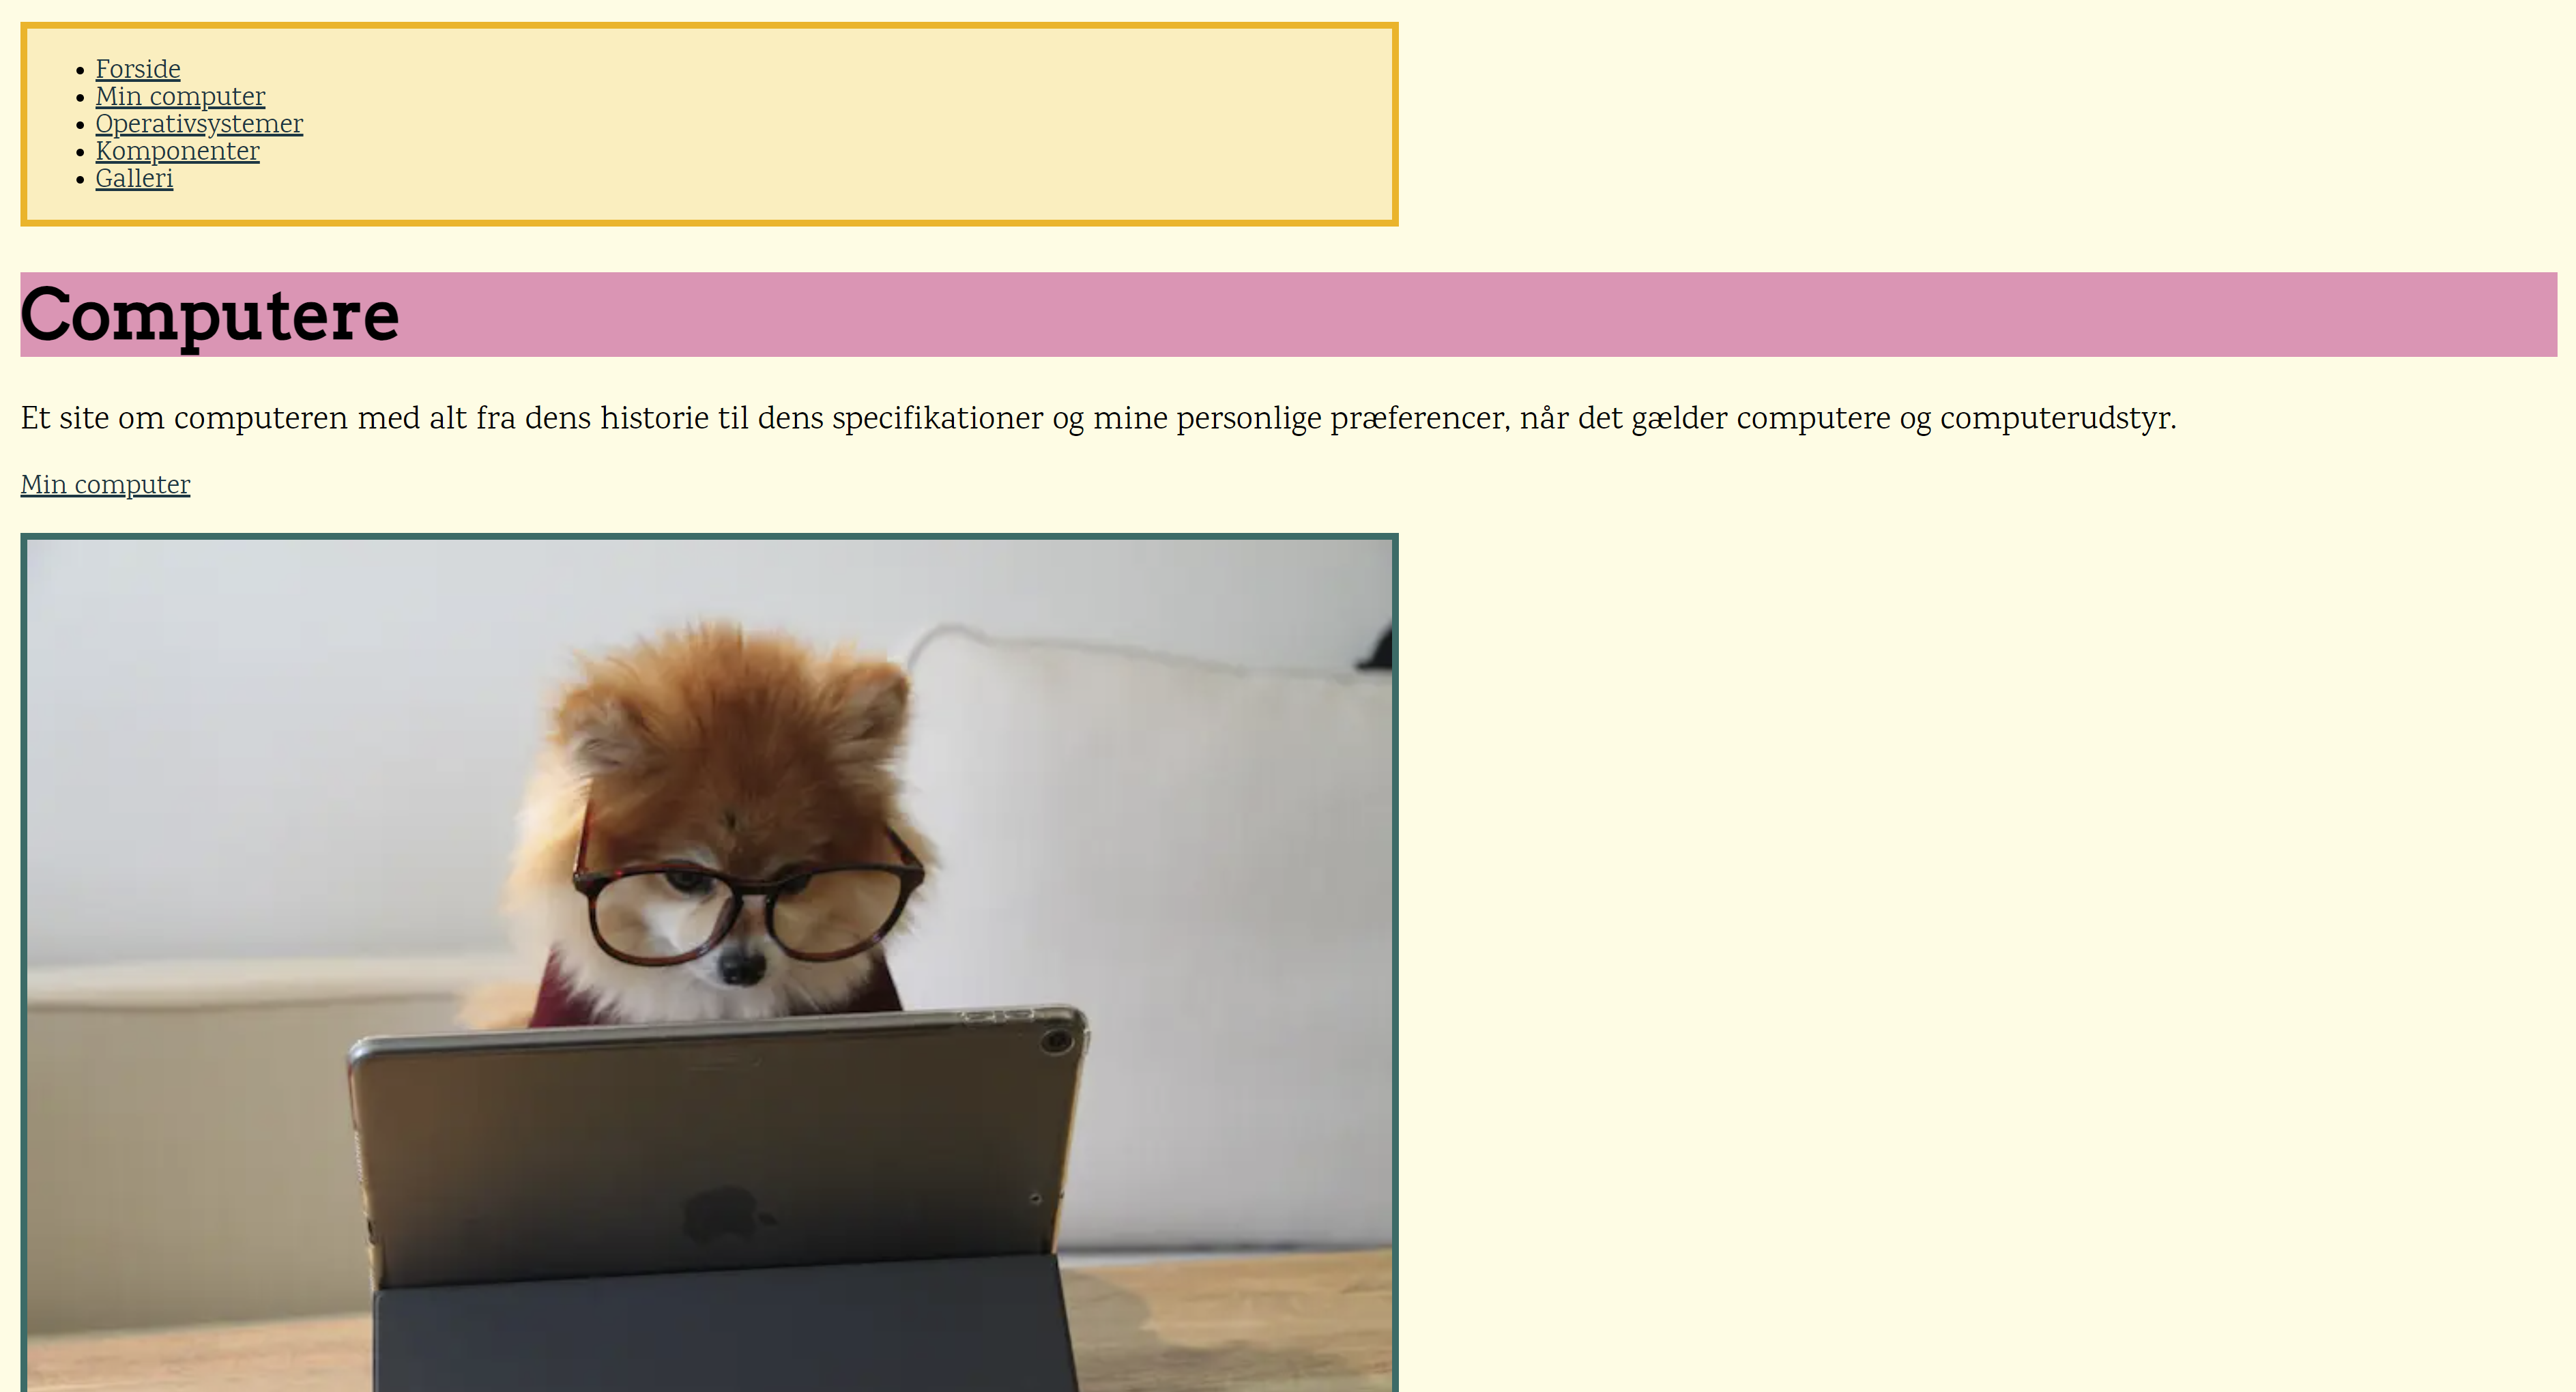 Forside
Min computer
Operativsystemer
Komponenter
Galleri
Computere
Et site om computeren med alt fra dens historie til dens specifikationer og mine personlige præferencer, når det gælder computere og computerudstyr.
Min computer